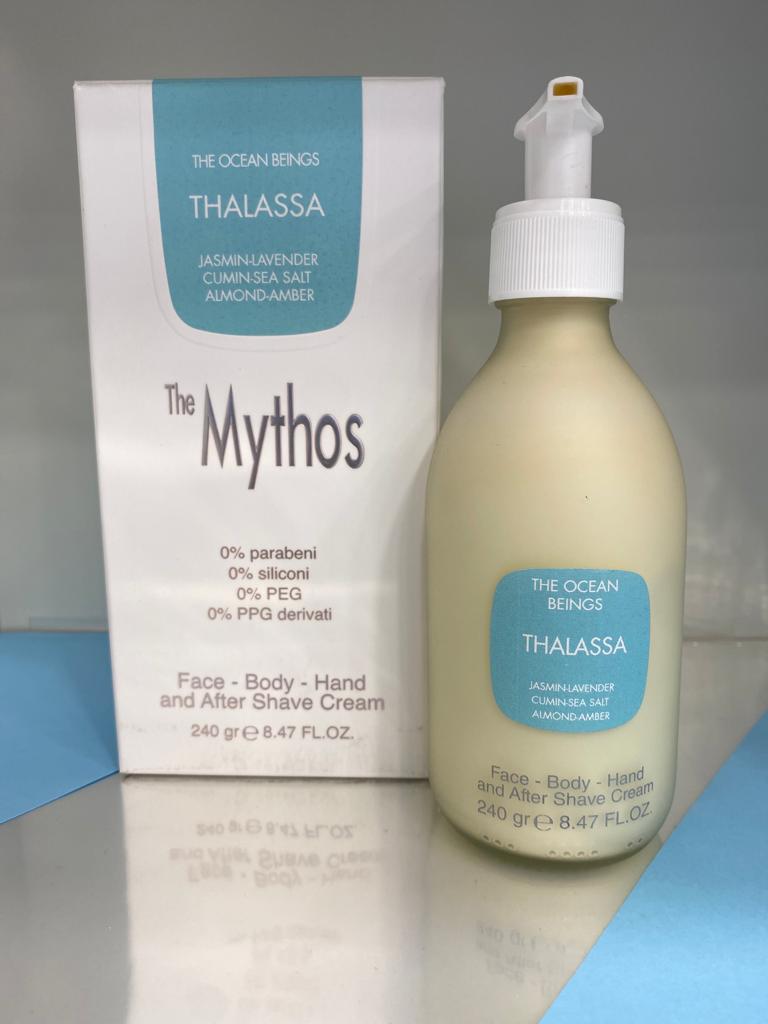 THE OCEAN BEINGS
THALASSA
JASMIN-LAVENDER
CUMIN-SEA SALT
ALMOND-AMBER
The Mythos
0% parabeni
0% siliconi
0% PEG
0% PPG derivati
Face - Body - Hand
and After Shave Cream
240 gr ℮ 8.47 FL.OZ.
THE OCEAN
BEINGS
THALASSA
JASMIN-LAVENDER
CUMIN-SEA SALT
ALMOND-AMBER
Face - Body - Hand
and After Shave Cream
240 gr ℮ 8.47 FL.OZ.